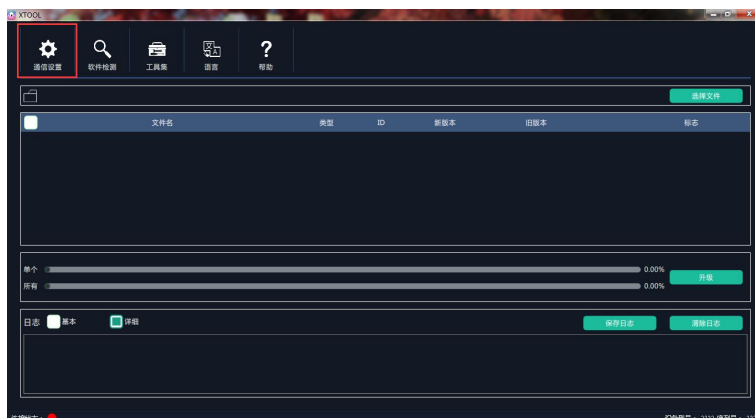 XTOOL
通信设置 软件检测 工具集 语言 帮助
选择文件
文件名 类型 ID 新版本 旧版本 标志
单个 0.00%
升级
所有 0.00%
日志 基本 详细 保存日志 清除日志